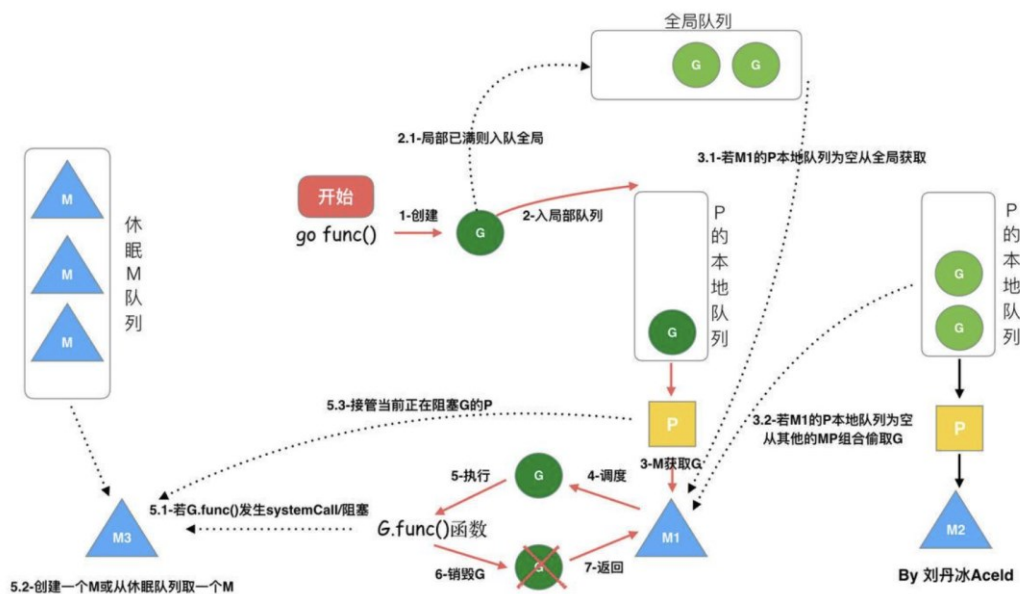 全局队列
G
G
2.1-局部已满则入队全局
3.1-若M1的P本地队列为空从全局获取
开始
go func()
1-创建
G
2-入局部队列
P的本地队列
G
P的本地队列
G
G
M
M
M
休眠M队列
5.3-接管当前正在阻塞G的P
P
3.2-若M1的P本地队列为空
从其他的MP组合偷取G
P
3-M获取G
5-执行
G
4-调度
5.1-若G.func()发生systemCall/阻塞
M3
G.func()函数
M1
M2
6-销毁G
G
7-返回
5.2-创建一个M或从休眠队列取一个M
By 刘丹冰Aceld